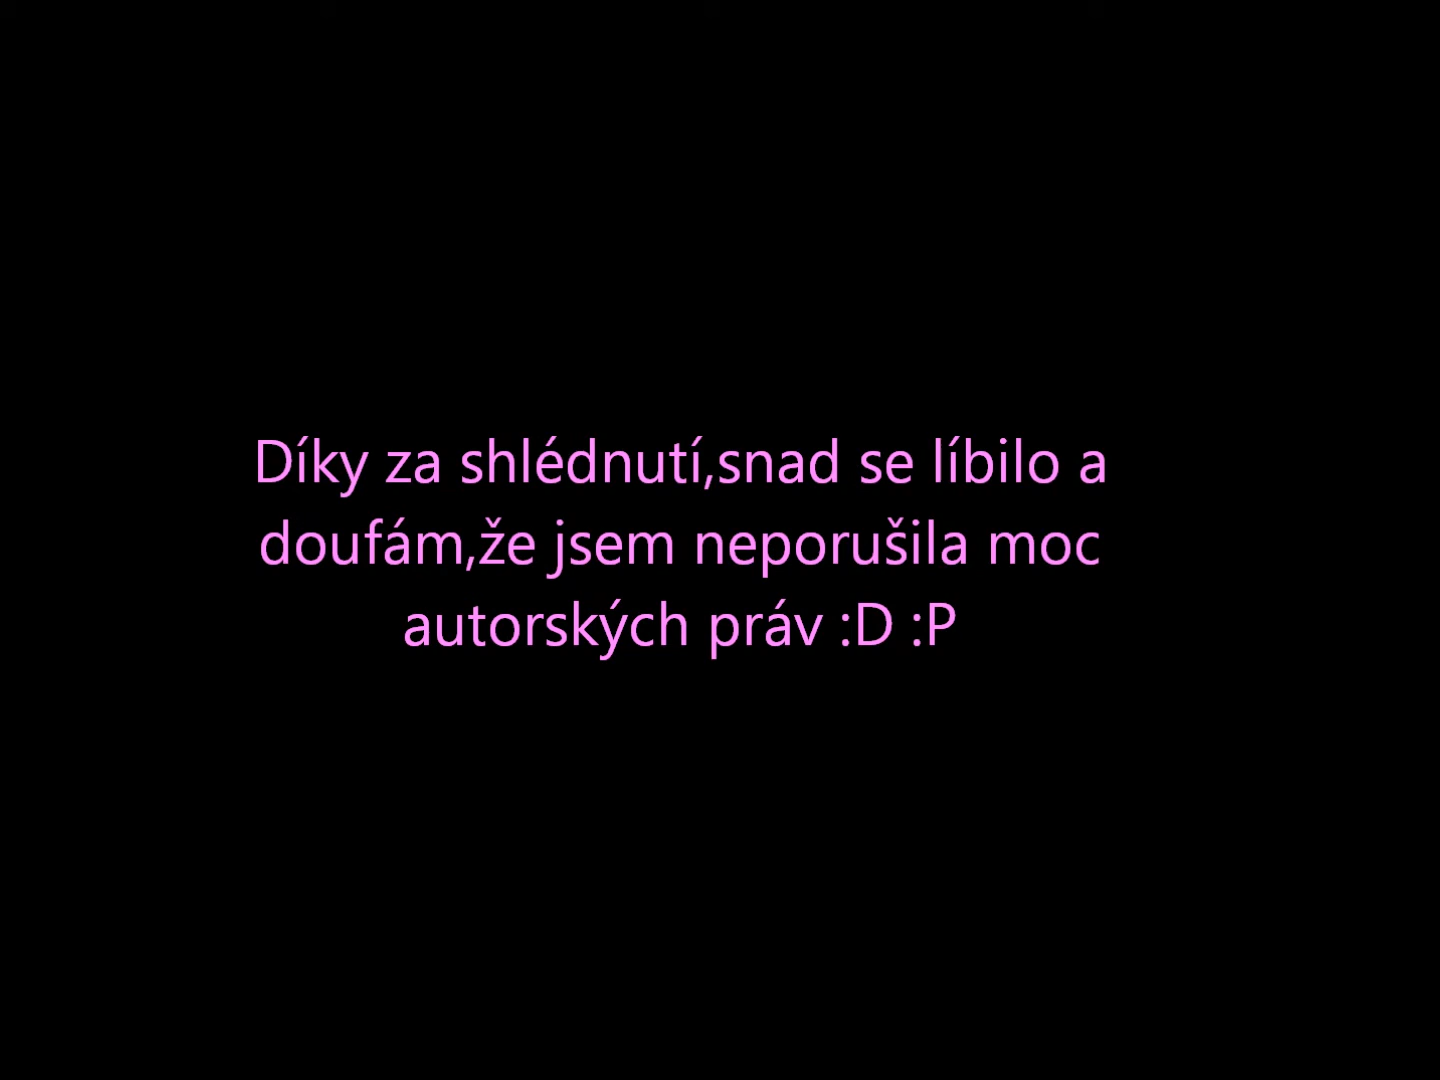 Díky za shlédnutí,snad se líbilo a
doufám,že jsem neporušila moc
autorských práv :D :P